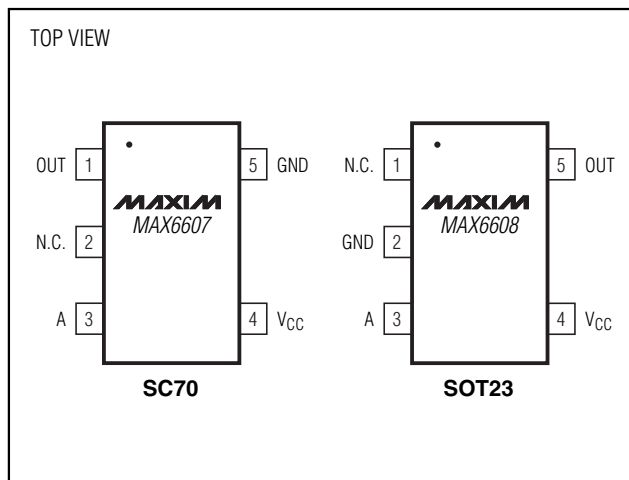 TOP VIEW
OUT 1
N.C. 2
A 3
5 GND
4 VCC
MAXIM
MAX6607
SC70
N.C. 1
GND 2
A 3
5 OUT
4 VCC
MAXIM
MAX6608
SOT23